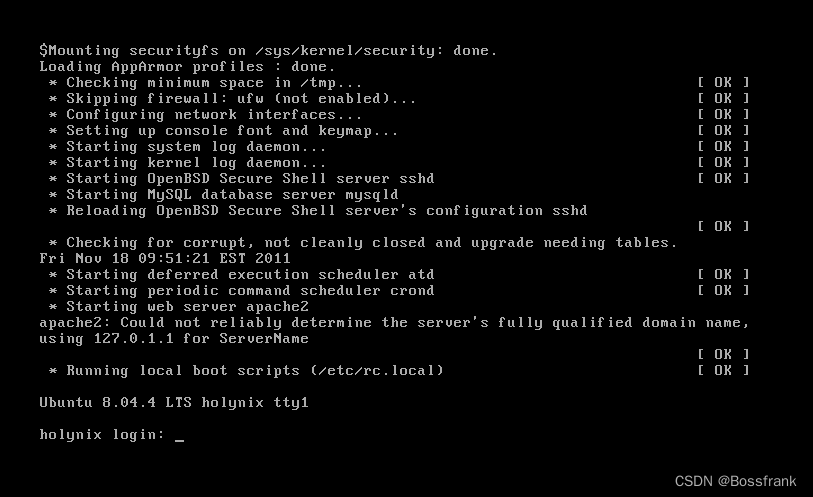 $Mounting securityfs on /sys/kernel/security: done.
Loading AppArmor profiles : done.
* Checking minimum space in /tmp... [ OK ]
* Skipping firewall: ufw (not enabled)... [ OK ]
* Configuring network interfaces... [ OK ]
* Setting up console font and keymap... [ OK ]
* Starting system log daemon... [ OK ]
* Starting kernel log daemon... [ OK ]
* Starting OpenBSD Secure Shell server sshd [ OK ]
* Starting MySQL database server mysqld
* Reloading OpenBSD Secure Shell server's configuration sshd
[ OK ]
* Checking for corrupt, not cleanly closed and upgrade needing tables.
Fri Nov 18 09:51:21 EST 2011
* Starting deferred execution scheduler atd [ OK ]
* Starting periodic command scheduler crond [ OK ]
* Starting web server apache2
apache2: Could not reliably determine the server's fully qualified domain name,
using 127.0.1.1 for ServerName
[ OK ]
* Running local boot scripts (/etc/rc.local) [ OK ]
Ubuntu 8.04.4 LTS holynix tty1
holynix login: _
CSDN @Bossfrank